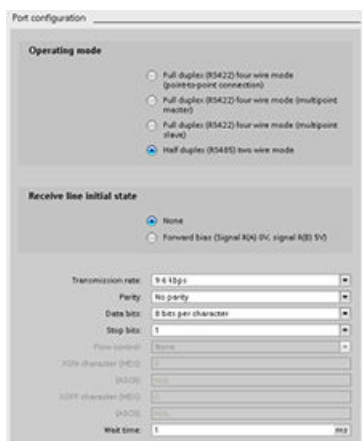 Port configuration
Operating mode
Full duplex (RS422) four wire mode
(point-to-point connection)
Full duplex (RS422) four wire mode (multipoint
master)
Full duplex (RS422) four wire mode (multipoint
slave)
Half duplex (RS485) two wire mode
Receive line initial state
None
Forward bias (Signal R(A) 0V, signal R(B) 5V)
Transmission rate: 9.6 kbps
Parity: No parity
Data bits: 8 bits per character
Stop bits: 1
Flow control: None
XON character (HEX):
(ASCII):
XOFF character (HEX):
(ASCII):
Wait time: 1 ms